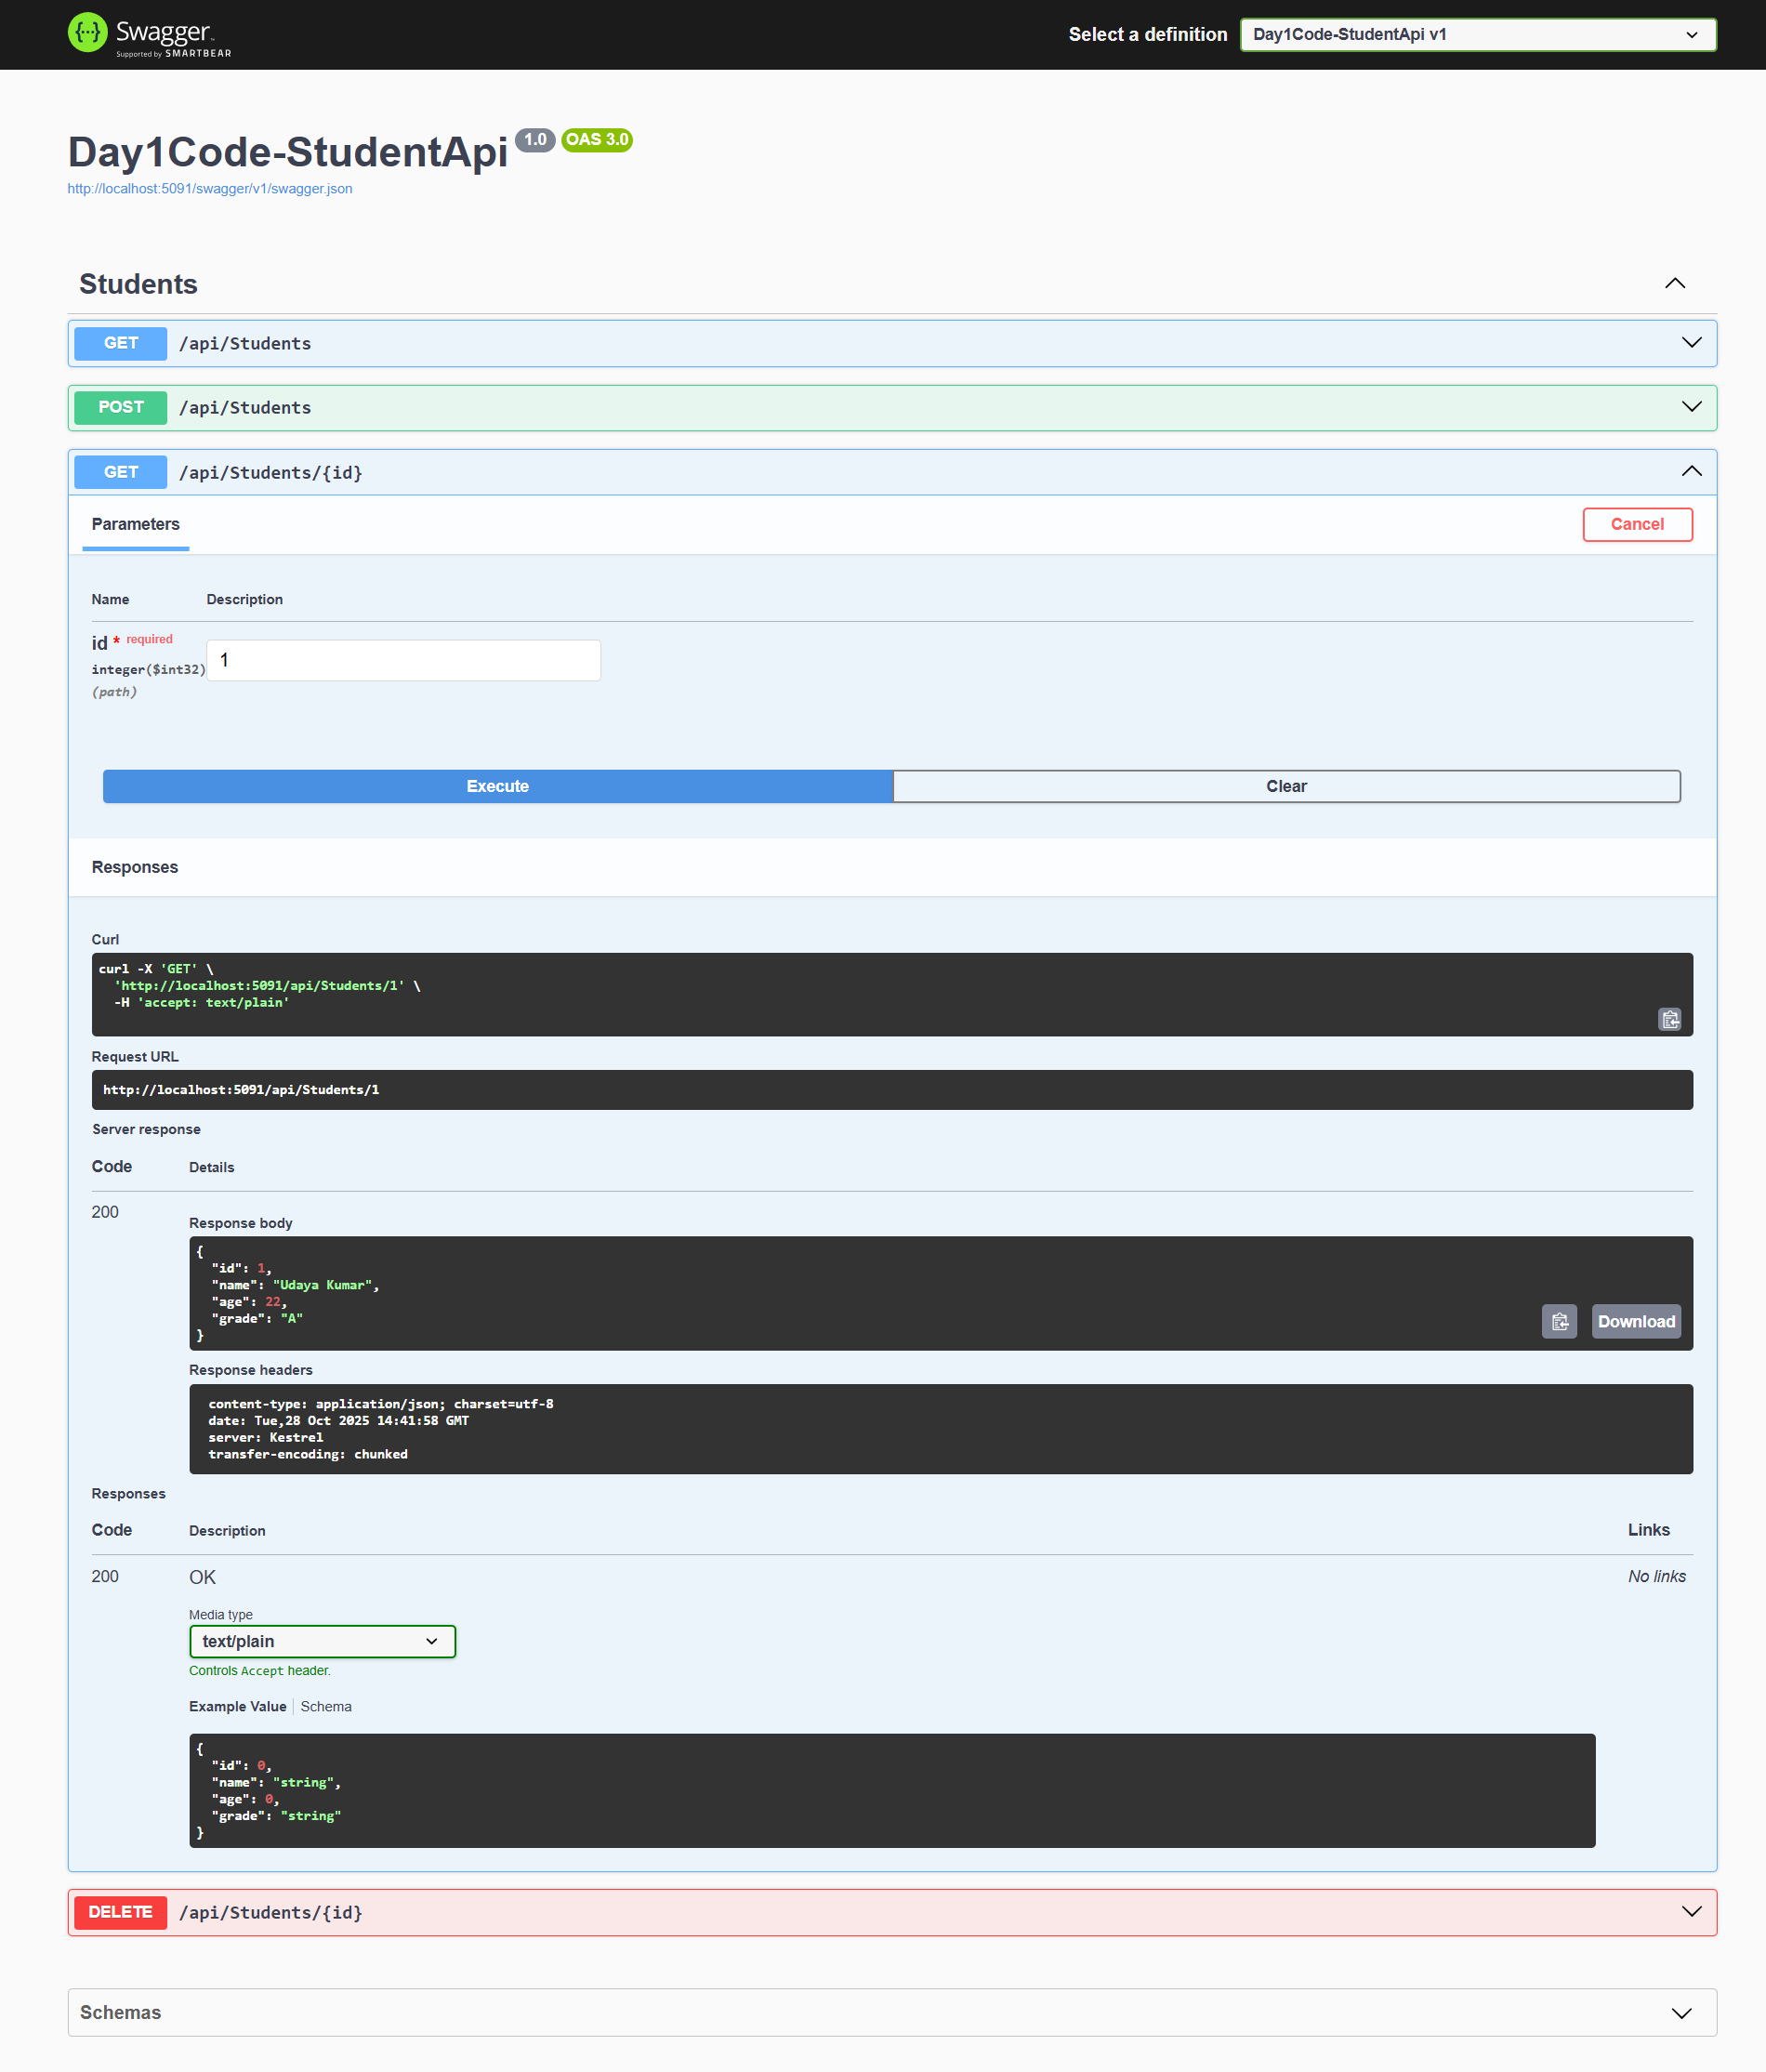 Swagger
Supported by SMARTBEAR
Select a definition
Day1Code-StudentApi v1
Day1Code-StudentApi 1.0 OAS 3.0
http://localhost:5091/swagger/v1/swagger.json
Students
GET /api/Students
POST /api/Students
GET /api/Students/{id}
Parameters
Cancel
Name Description
id * required
integer($int32)
(path)
1
Execute
Clear
Responses
Curl
curl -X 'GET' \
'http://localhost:5091/api/Students/1' \
-H 'accept: text/plain'
Request URL
http://localhost:5091/api/Students/1
Server response
Code Details
200
Response body
{
"id": 1,
"name": "Udaya Kumar",
"age": 22,
"grade": "A"
}
Download
Response headers
content-type: application/json; charset=utf-8
date: Tue,28 Oct 2025 14:41:58 GMT
server: Kestrel
transfer-encoding: chunked
Responses
Code Description Links
200 OK No links
Media type
text/plain
Controls Accept header.
Example Value Schema
{
"id": 0,
"name": "string",
"age": 0,
"grade": "string"
}
DELETE /api/Students/{id}
Schemas